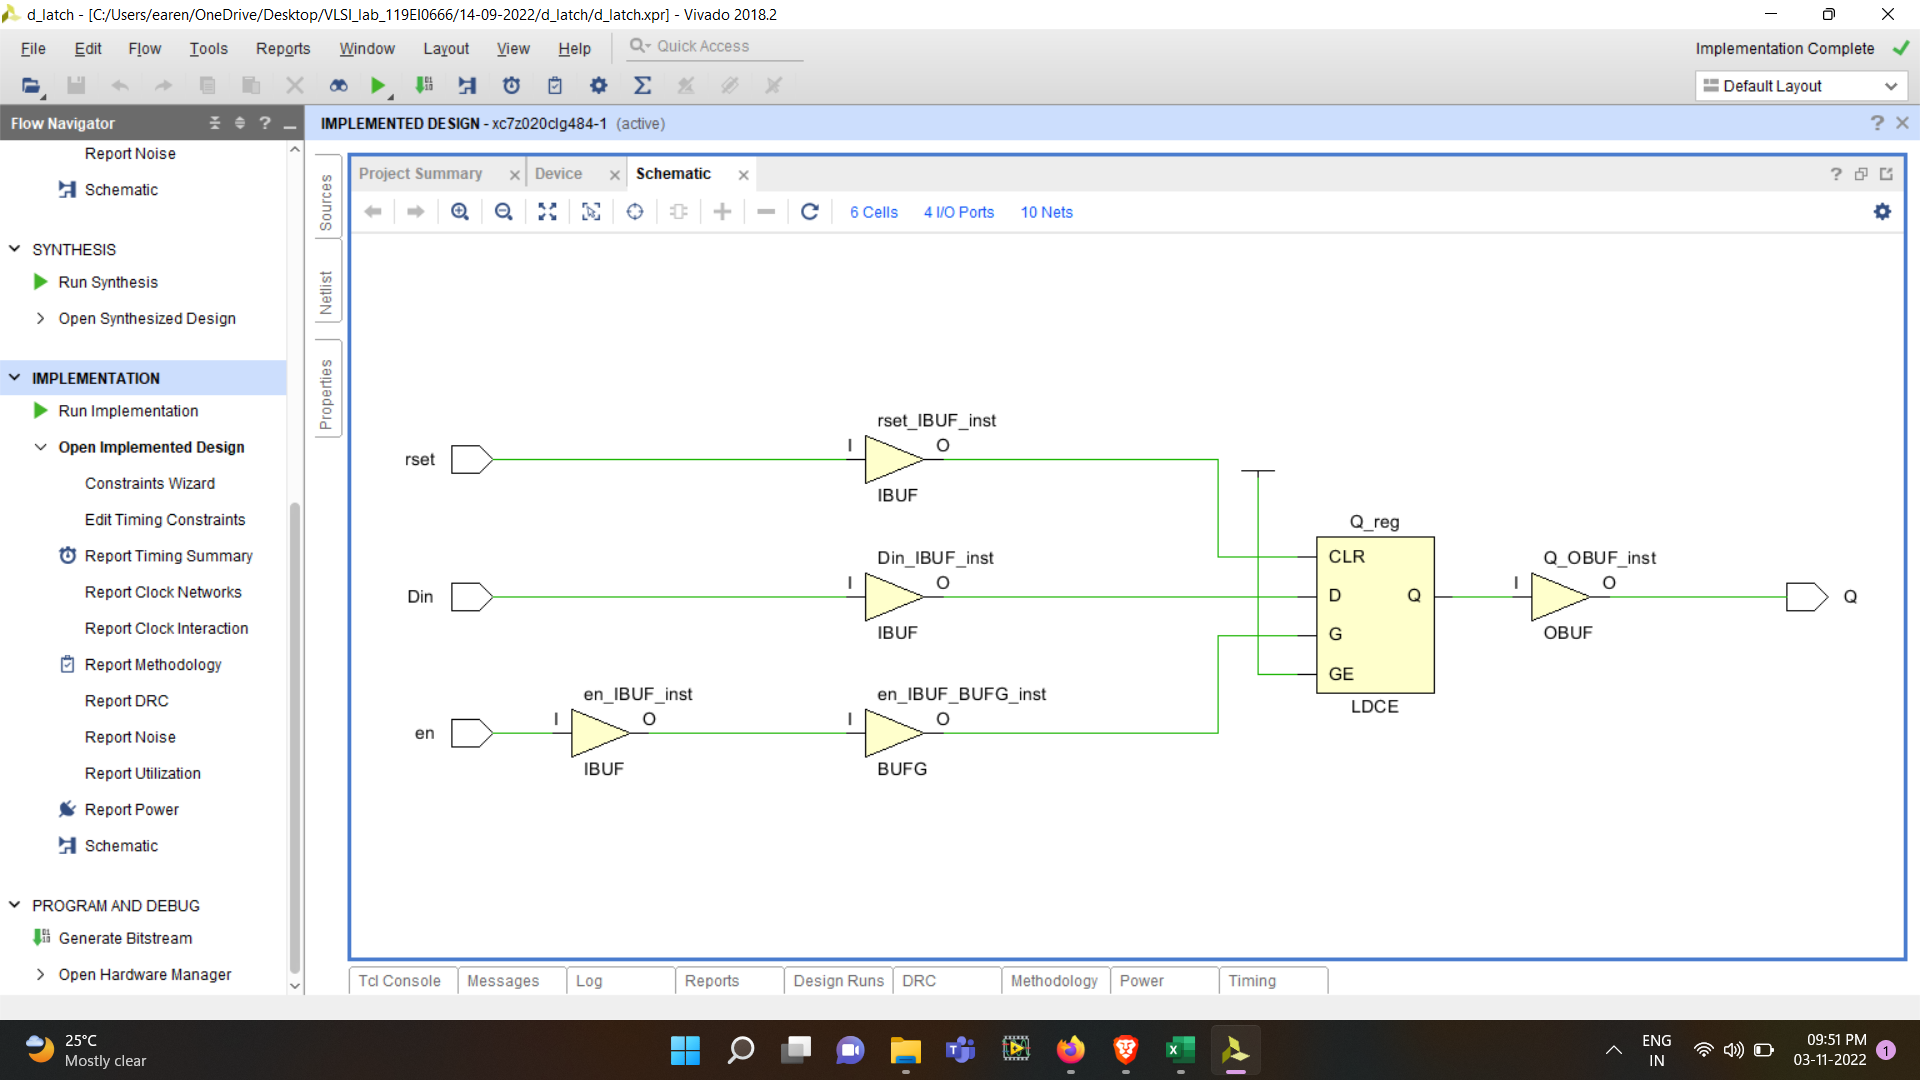 d_latch - [C:/Users/earen/OneDrive/Desktop/VLSI_lab_119EI0666/14-09-2022/d_latch/d_latch.xpr] - Vivado 2018.2
File Edit Flow Tools Reports Window Layout View Help Quick Access
Implementation Complete
Default Layout
Flow Navigator
IMPLEMENTED DESIGN - xc7z020clg484-1 (active)
Report Noise
Schematic
SYNTHESIS
Run Synthesis
Open Synthesized Design
IMPLEMENTATION
Run Implementation
Open Implemented Design
Constraints Wizard
Edit Timing Constraints
Report Timing Summary
Report Clock Networks
Report Clock Interaction
Report Methodology
Report DRC
Report Noise
Report Utilization
Report Power
Schematic
PROGRAM AND DEBUG
Generate Bitstream
Open Hardware Manager
Sources
Netlist
Properties
Project Summary Device Schematic
6 Cells 4 I/O Ports 10 Nets
rset_IBUF_inst
rset I O
IBUF
Q_reg
CLR
D Q
G
GE
LDCE
Din_IBUF_inst
Din I O
IBUF
Q_OBUF_inst
I O Q
OBUF
en_IBUF_inst
en I O
IBUF
en_IBUF_BUFG_inst
I O
BUFG
Tcl Console Messages Log Reports Design Runs DRC Methodology Power Timing
25°C
Mostly clear
ENG
IN
09:51 PM
03-11-2022
1